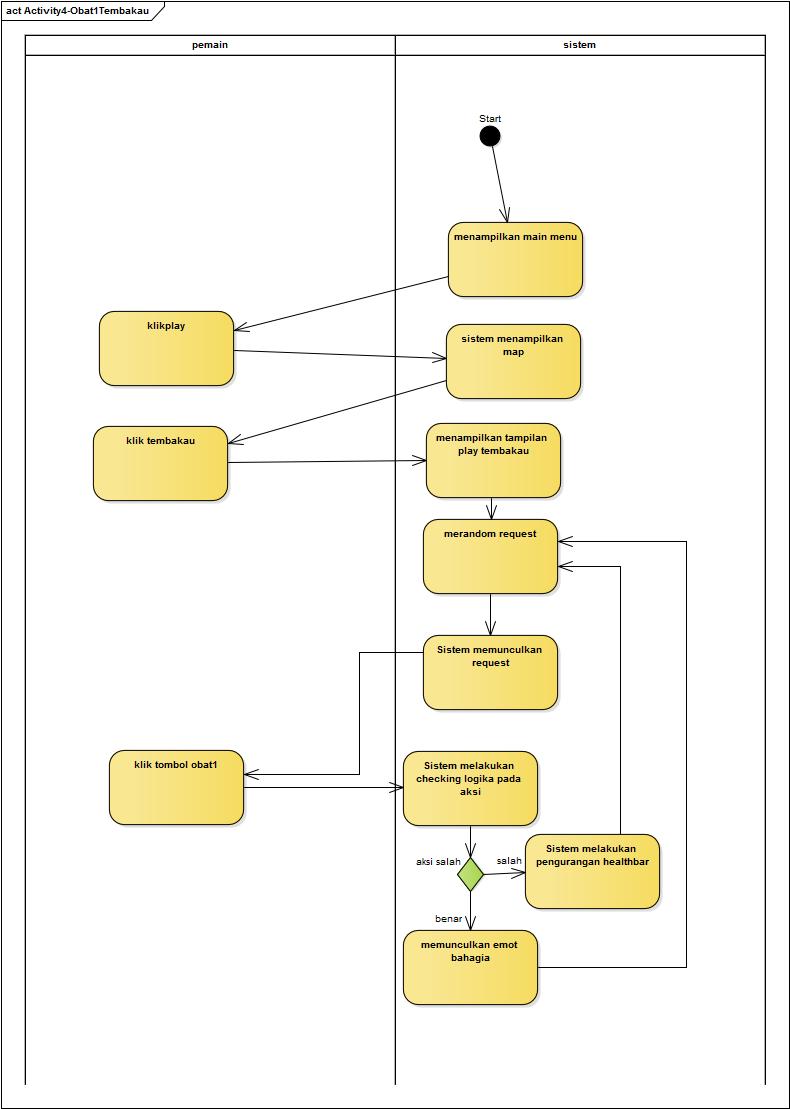 act Activity4-Obat1Tembakau
pemain
sistem
Start
menampilkan main menu
klikplay
sistem menampilkan
map
klik tembakau
menampilkan tampilan
play tembakau
merandom request
Sistem memunculkan
request
klik tombol obat1
Sistem melakukan
checking logika pada
aksi
aksi salah
salah
Sistem melakukan
pengurangan healthbar
benar
memunculkan emot
bahagia